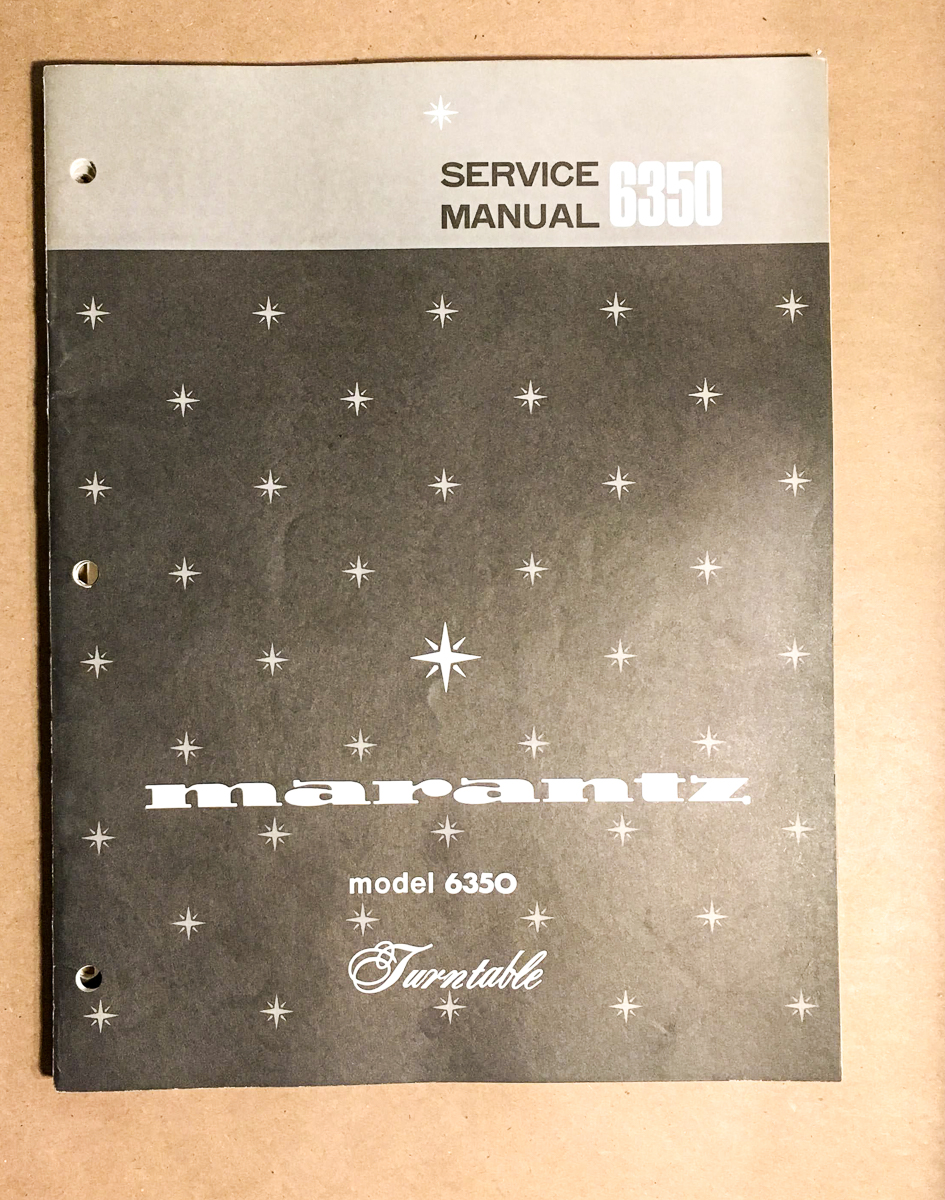 SERVICE
MANUAL 6350
marantz
model 6350
Turntable